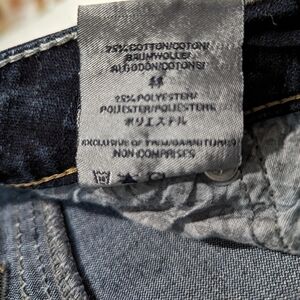 75% COTTON/COTON/
BAUMWOLLE/
ALGODÓN/COTONE/
綿
25% POLYESTER/
POLIESTER/POLIESTERE
ポリエステル
EXCLUSIVE OF TRIM/GARNITURES
NON-COMPRISES